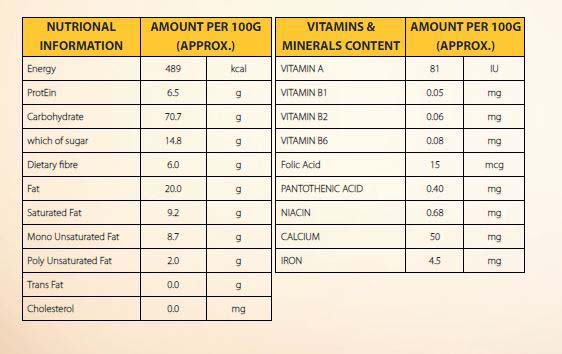 NUTRIONAL INFORMATION AMOUNT PER 100G (APPROX.)
Energy 489 kcal
ProtEin 6.5 g
Carbohydrate 70.7 g
which of sugar 14.8 g
Dietary fibre 6.0 g
Fat 20.0 g
Saturated Fat 9.2 g
Mono Unsaturated Fat 8.7 g
Poly Unsaturated Fat 2.0 g
Trans Fat 0.0 g
Cholesterol 0.0 mg
VITAMINS & MINERALS CONTENT AMOUNT PER 100G (APPROX.)
VITAMIN A 81 IU
VITAMIN B1 0.05 mg
VITAMIN B2 0.06 mg
VITAMIN B6 0.08 mg
Folic Acid 15 mcg
PANTOTHENIC ACID 0.40 mg
NIACIN 0.68 mg
CALCIUM 50 mg
IRON 4.5 mg